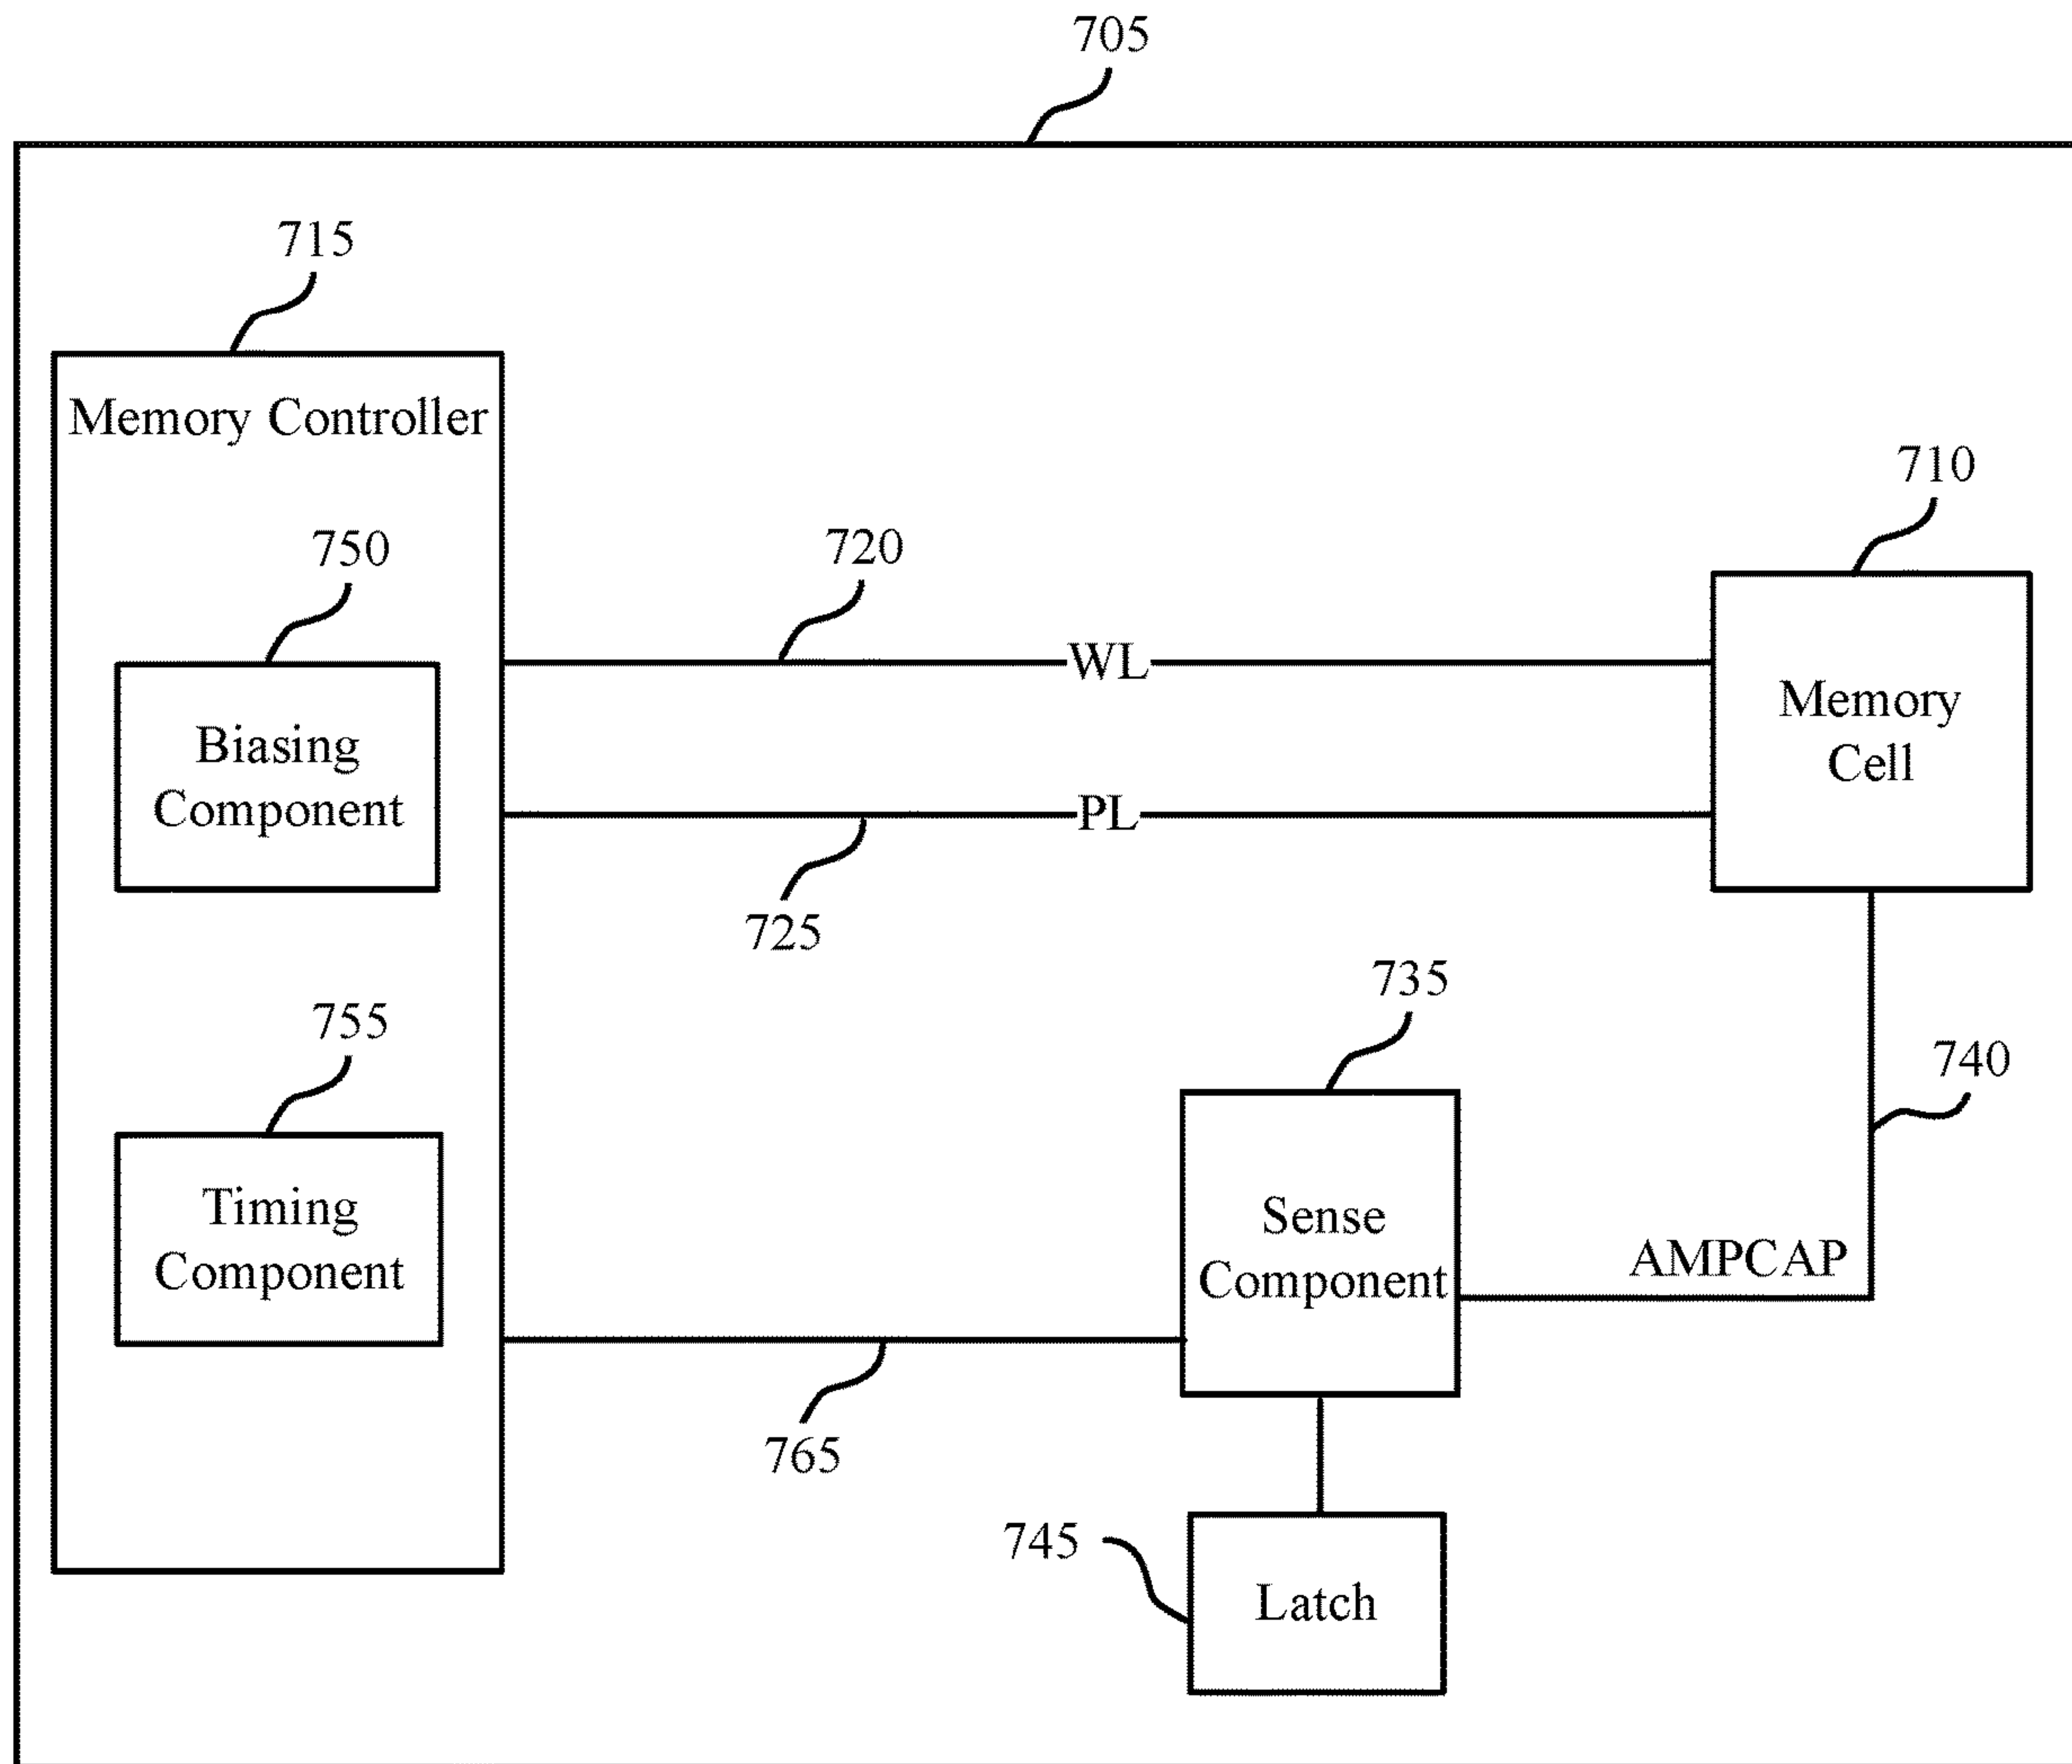 705
715
Memory Controller
710
750
720
WL
Memory
Cell
Biasing
Component
PL
725
735
755
740
Timing
Component
Sense
Component
AMPCAP
765
745
Latch